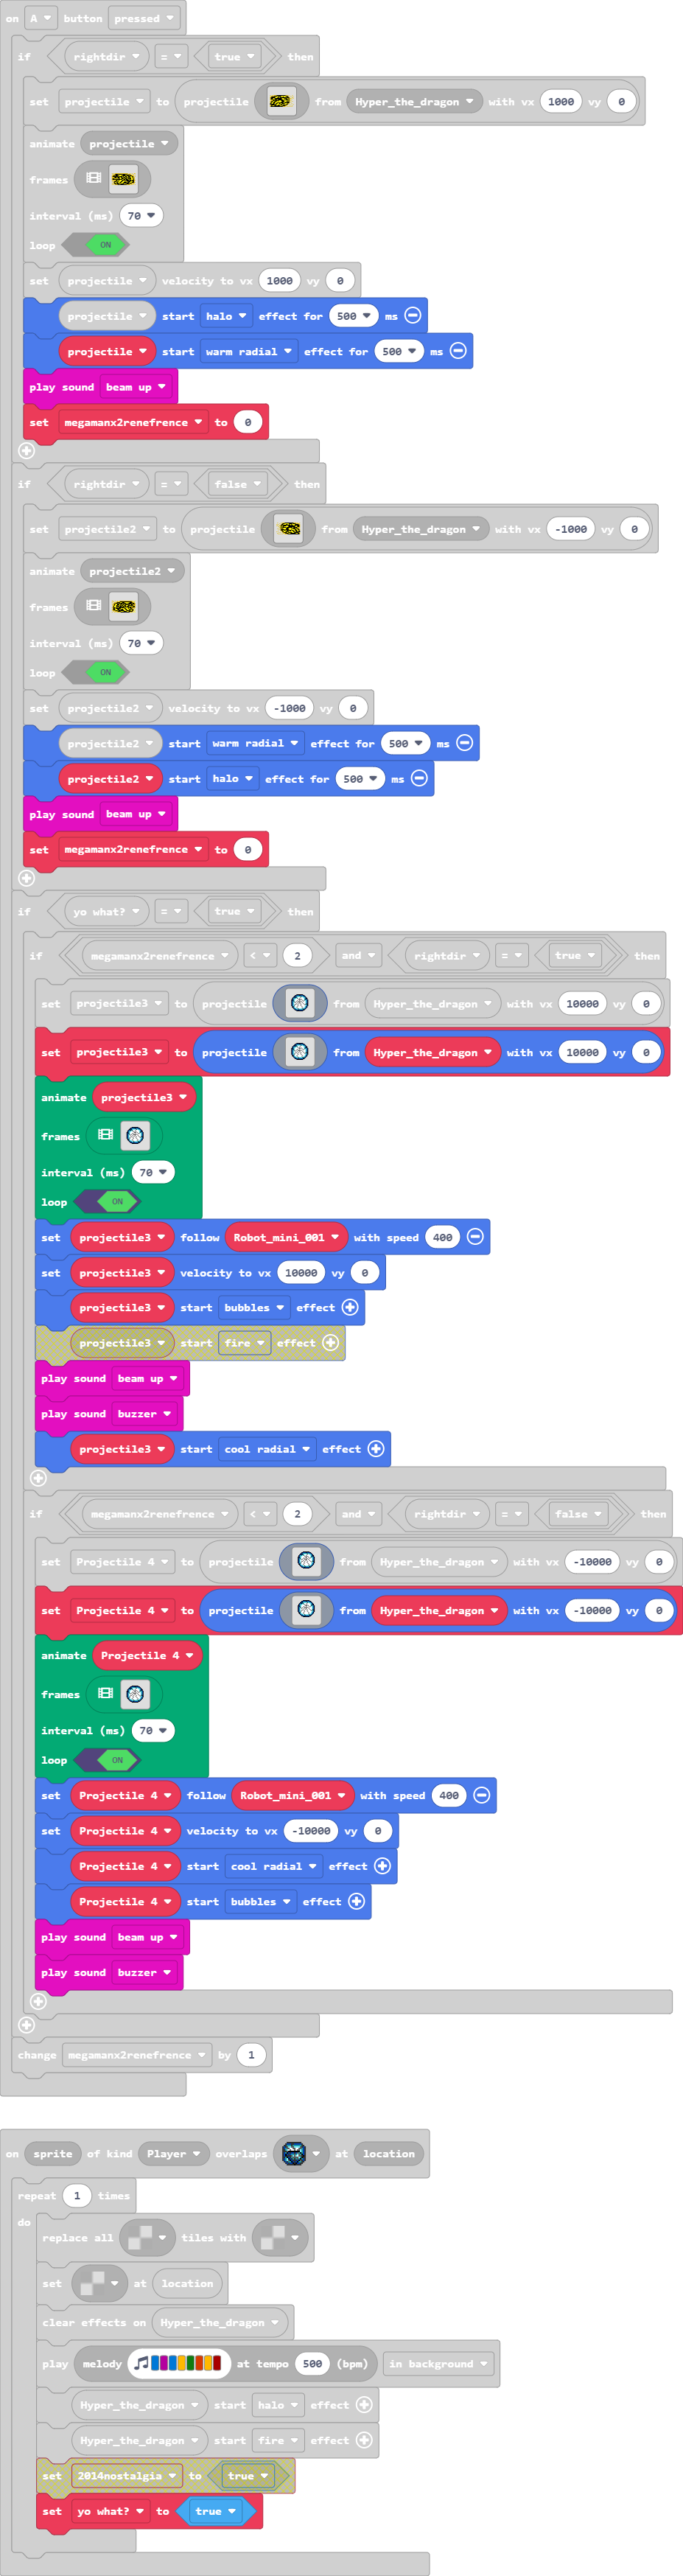 on A button pressed
if rightdir = true then
set projectile to projectile from Hyper_the_dragon with vx 1000 vy 0
animate projectile
frames
interval (ms) 70
loop ON
set projectile velocity to vx 1000 vy 0
projectile start halo effect for 500 ms
projectile start warm radial effect for 500 ms
play sound beam up
set megamanx2renefrence to 0
if rightdir = false then
set projectile2 to projectile from Hyper_the_dragon with vx -1000 vy 0
animate projectile2
frames
interval (ms) 70
loop ON
set projectile2 velocity to vx -1000 vy 0
projectile2 start warm radial effect for 500 ms
projectile2 start halo effect for 500 ms
play sound beam up
set megamanx2renefrence to 0
if yo what? = true then
if megamanx2renefrence < 2 and rightdir = true then
set projectile3 to projectile from Hyper_the_dragon with vx 10000 vy 0
set projectile3 to projectile from Hyper_the_dragon with vx 10000 vy 0
animate projectile3
frames
interval (ms) 70
loop ON
set projectile3 follow Robot_mini_001 with speed 400
set projectile3 velocity to vx 10000 vy 0
projectile3 start bubbles effect
projectile3 start fire effect
play sound beam up
play sound buzzer
projectile3 start cool radial effect
if megamanx2renefrence < 2 and rightdir = false then
set Projectile 4 to projectile from Hyper_the_dragon with vx -10000 vy 0
set Projectile 4 to projectile from Hyper_the_dragon with vx -10000 vy 0
animate Projectile 4
frames
interval (ms) 70
loop ON
set Projectile 4 follow Robot_mini_001 with speed 400
set Projectile 4 velocity to vx -10000 vy 0
Projectile 4 start cool radial effect
Projectile 4 start bubbles effect
play sound beam up
play sound buzzer
change megamanx2renefrence by 1
on sprite of kind Player overlaps at location
repeat 1 times
do
replace all tiles with
set at location
clear effects on Hyper_the_dragon
play melody at tempo 500 (bpm) in background
Hyper_the_dragon start halo effect
Hyper_the_dragon start fire effect
set 2014nostalgia to true
set yo what? to true